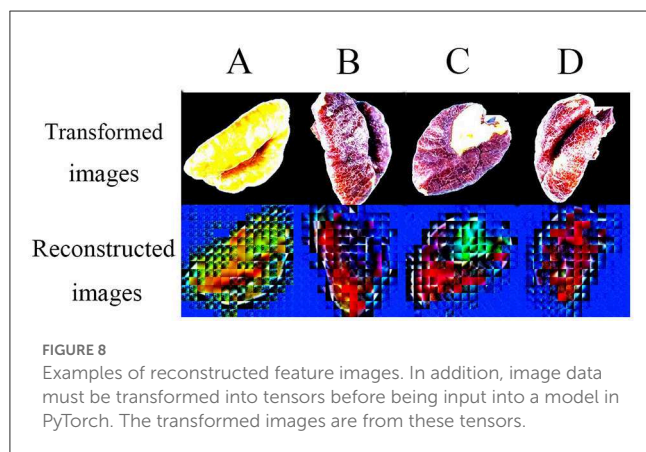 A B C D
Transformed
images
Reconstructed
images
FIGURE 8
Examples of reconstructed feature images. In addition, image data
must be transformed into tensors before being input into a model in
PyTorch. The transformed images are from these tensors.